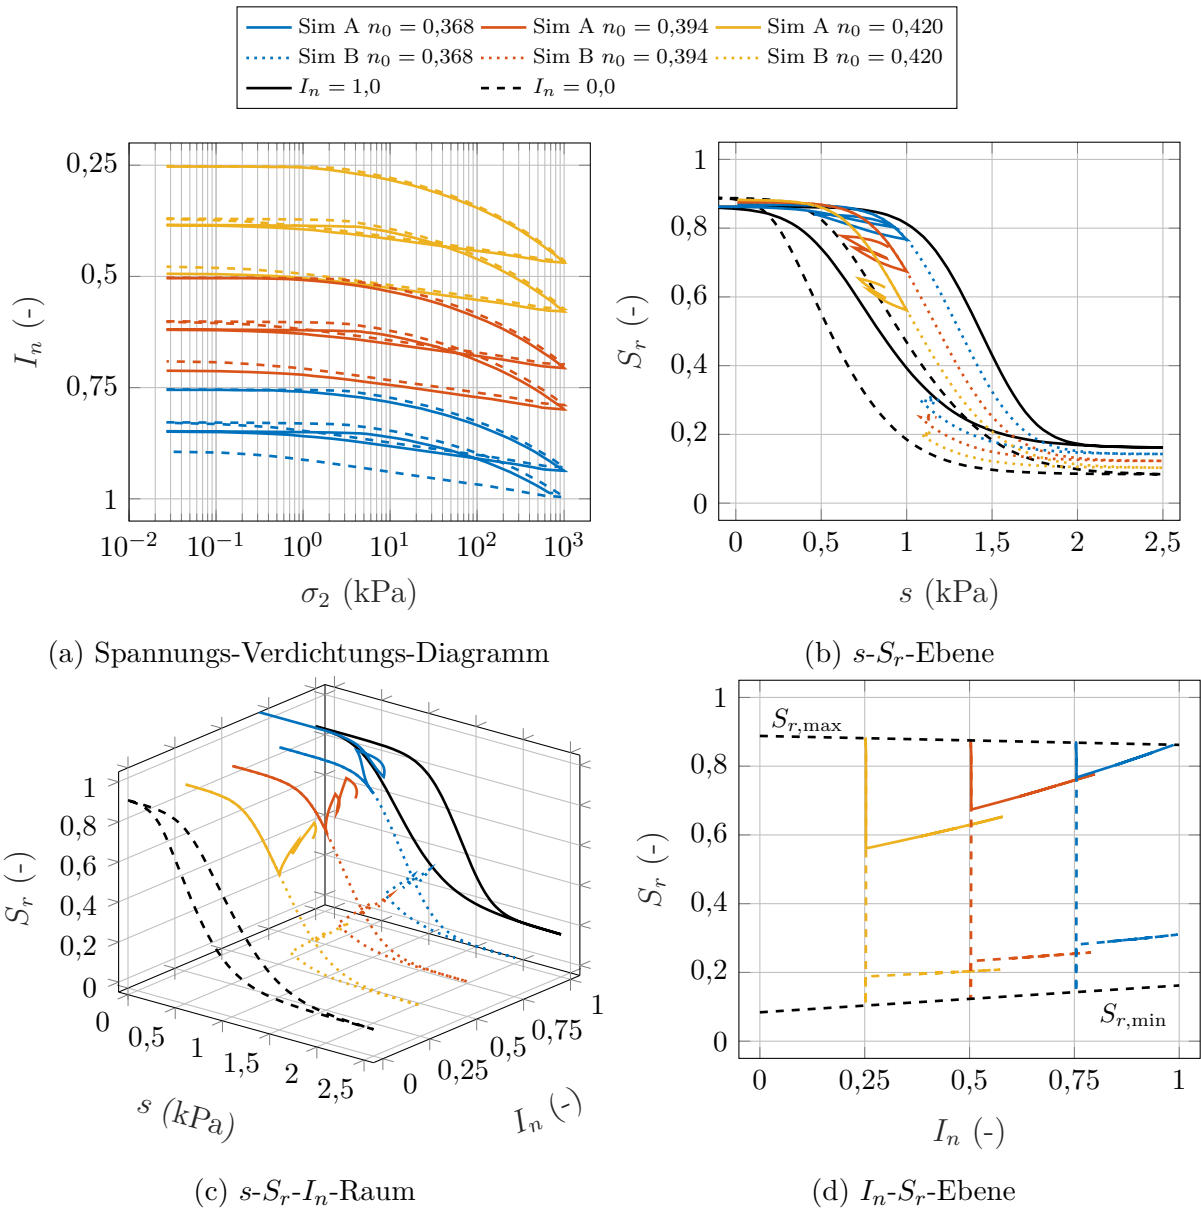 Sim A n₀ = 0,368 Sim A n₀ = 0,394 Sim A n₀ = 0,420
Sim B n₀ = 0,368 Sim B n₀ = 0,394 Sim B n₀ = 0,420
Iₙ = 1,0 Iₙ = 0,0
0,25
0,5
0,75
1
Iₙ (-)
10⁻² 10⁻¹ 10⁰ 10¹ 10² 10³
σ₂ (kPa)
(a) Spannungs-Verdichtungs-Diagramm
1
0,8
0,6
0,4
0,2
0
Sᵣ (-)
0 0,5 1 1,5 2 2,5
s (kPa)
(b) s-Sᵣ-Ebene
1
0,8
0,6
0,4
0,2
0
Sᵣ (-)
0 0,5 1 1,5 2 2,5
s (kPa)
0 0,25 0,5 0,75 1
Iₙ (-)
(c) s-Sᵣ-Iₙ-Raum
1
0,8
0,6
0,4
0,2
0
Sᵣ (-)
Sᵣ,max
Sᵣ,min
0 0,25 0,5 0,75 1
Iₙ (-)
(d) Iₙ-Sᵣ-Ebene